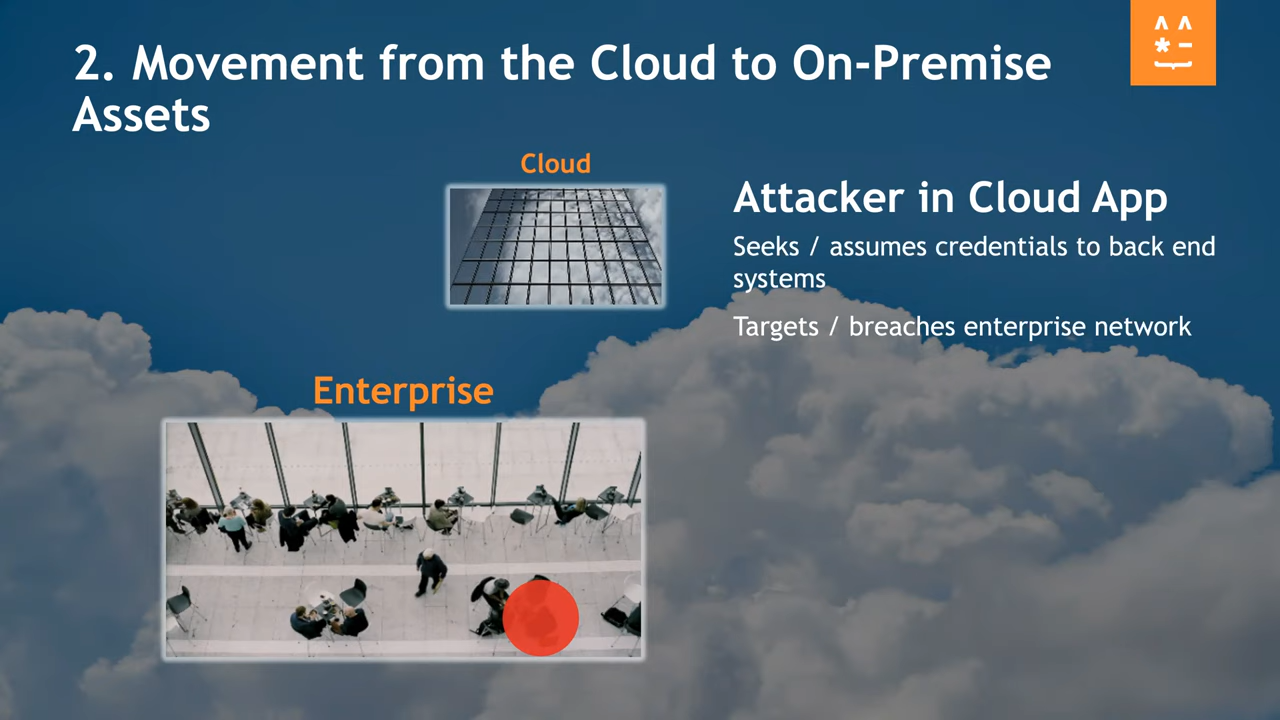 2. Movement from the Cloud to On-Premise
Assets
Cloud
Attacker in Cloud App
Seeks / assumes credentials to back end
systems
Targets / breaches enterprise network
Enterprise